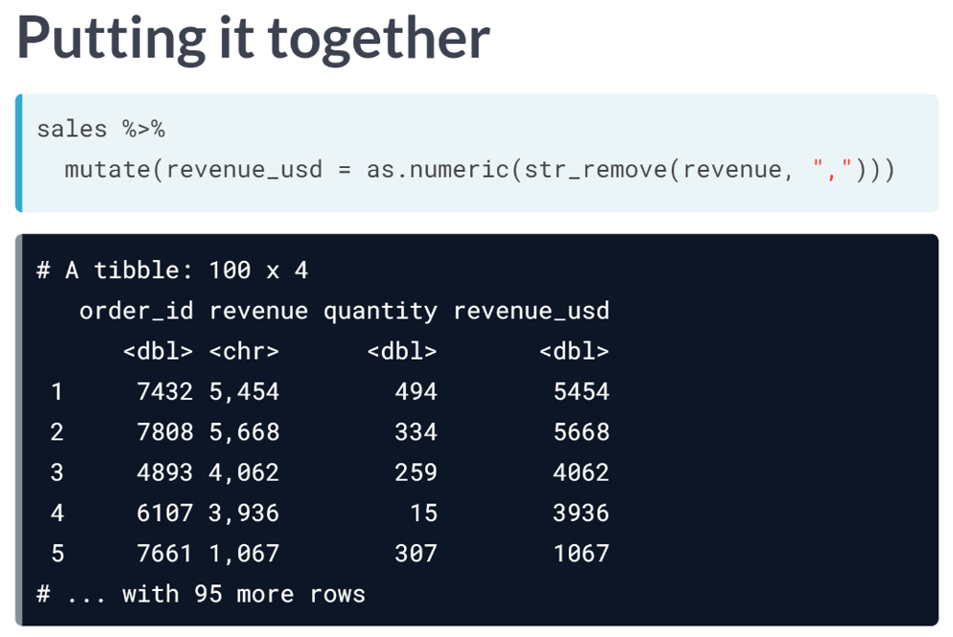 Putting it together
sales %>%
  mutate(revenue_usd = as.numeric(str_remove(revenue, ",")))
# A tibble: 100 x 4
   order_id revenue quantity revenue_usd
      <dbl> <chr>      <dbl>       <dbl>
 1     7432 5,454        494        5454
 2     7808 5,668        334        5668
 3     4893 4,062        259        4062
 4     6107 3,936         15        3936
 5     7661 1,067        307        1067
# ... with 95 more rows